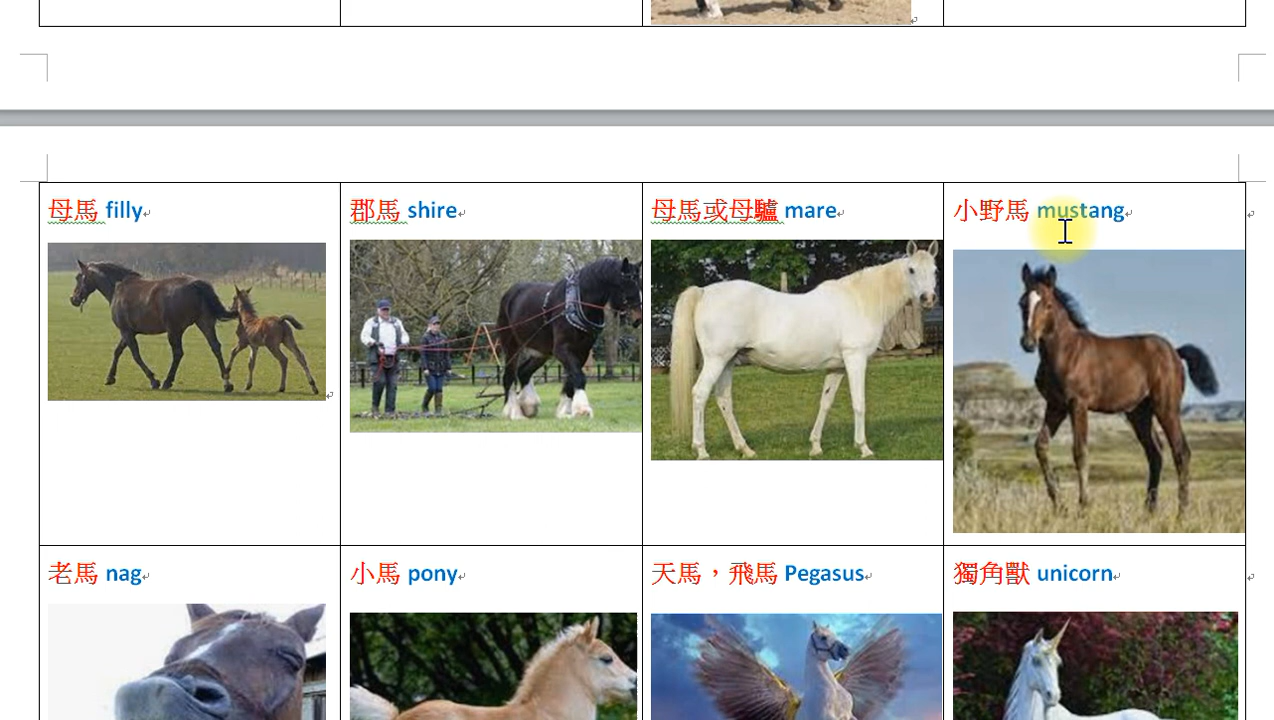 母馬 filly
郡馬 shire
母馬或母驢 mare
小野馬 mustang
老馬 nag
小馬 pony
天馬，飛馬 Pegasus
獨角獸 unicorn